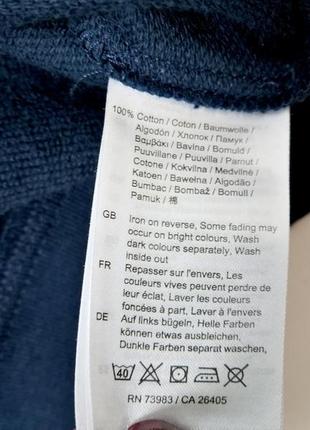 100% Cotton / Coton / Baumwolle /
Algodón / Хлопок / Памук /
Βαμβάκι / Bavlna / Bomuld /
Puuvillane / Puuvilla / Pamut /
Cotone / Kokvilna / Medvilnė /
Katoen / Bawełna / Algodão /
Bumbac / Bombaž / Bomull /
Pamuk / 棉
GB Iron on reverse, Some fading may
occur on bright colours, Wash
dark colours separately, Wash
inside out
FR Repasser sur l'envers, Les
couleurs vives peuvent perdre de
leur éclat, Laver les couleurs
foncées à part, Laver à l'envers
DE Auf links bügeln, Helle Farben
können etwas ausbleichen,
Dunkle Farben separat waschen,
40
RN 73983 / CA 26405